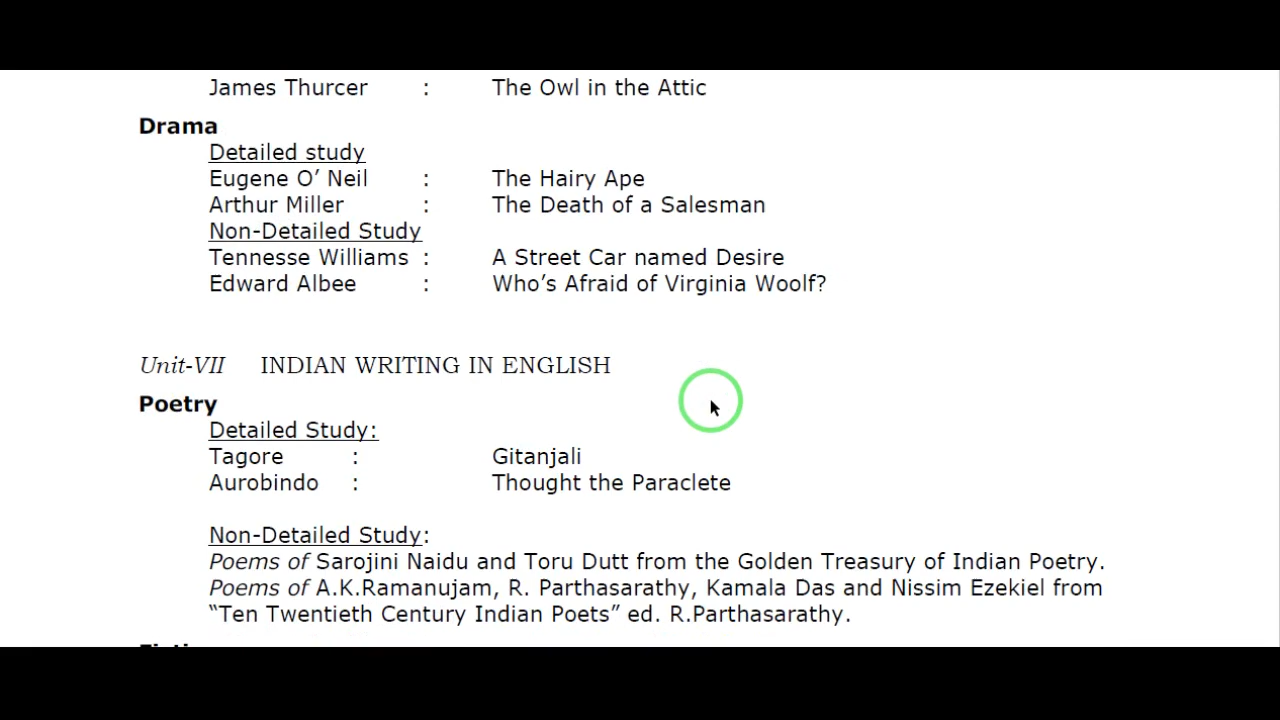 James Thurcer : The Owl in the Attic
Drama
Detailed study
Eugene O’ Neil : The Hairy Ape
Arthur Miller : The Death of a Salesman
Non-Detailed Study
Tennesse Williams : A Street Car named Desire
Edward Albee : Who’s Afraid of Virginia Woolf?
Unit-VII INDIAN WRITING IN ENGLISH
Poetry
Detailed Study:
Tagore : Gitanjali
Aurobindo : Thought the Paraclete
Non-Detailed Study:
Poems of Sarojini Naidu and Toru Dutt from the Golden Treasury of Indian Poetry.
Poems of A.K.Ramanujam, R. Parthasarathy, Kamala Das and Nissim Ezekiel from
“Ten Twentieth Century Indian Poets” ed. R.Parthasarathy.